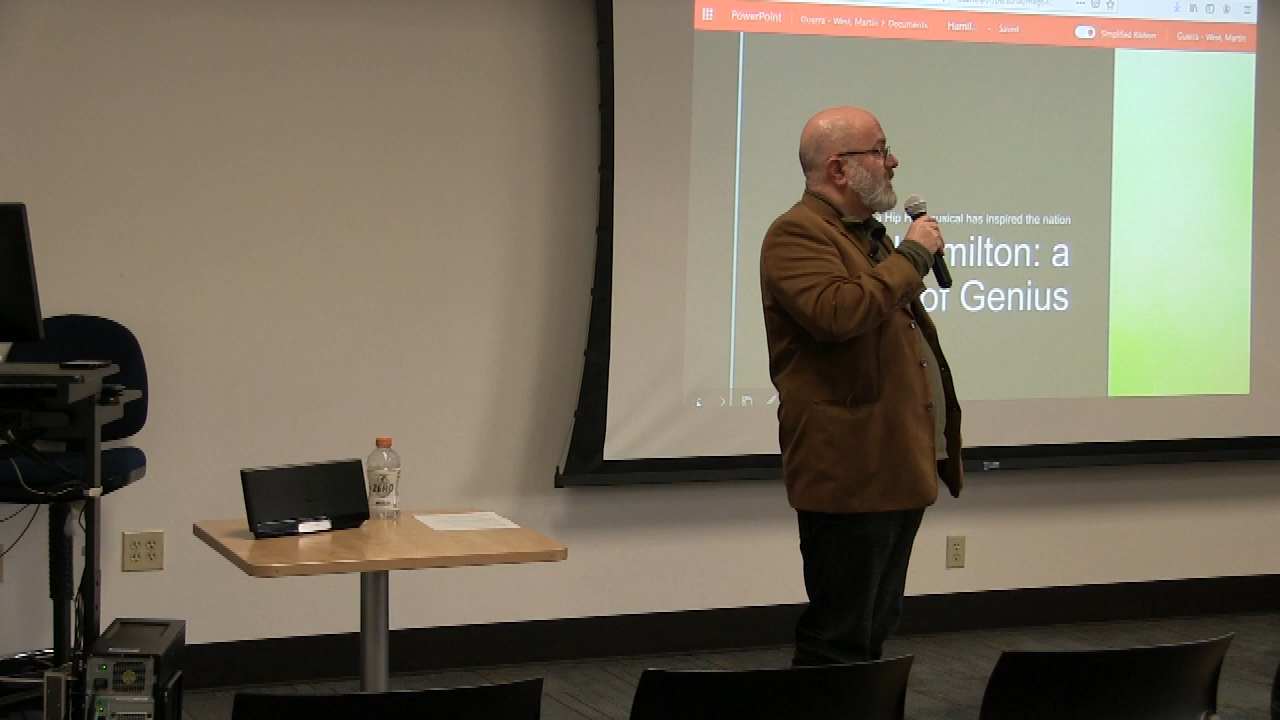 PowerPoint Guerra - West, Martin > Documents Hamil... - Saved Simplified Ribbon Guerra - West, Martin
Hip H usical has inspired the nation
milton: a
of Genius
ZERO